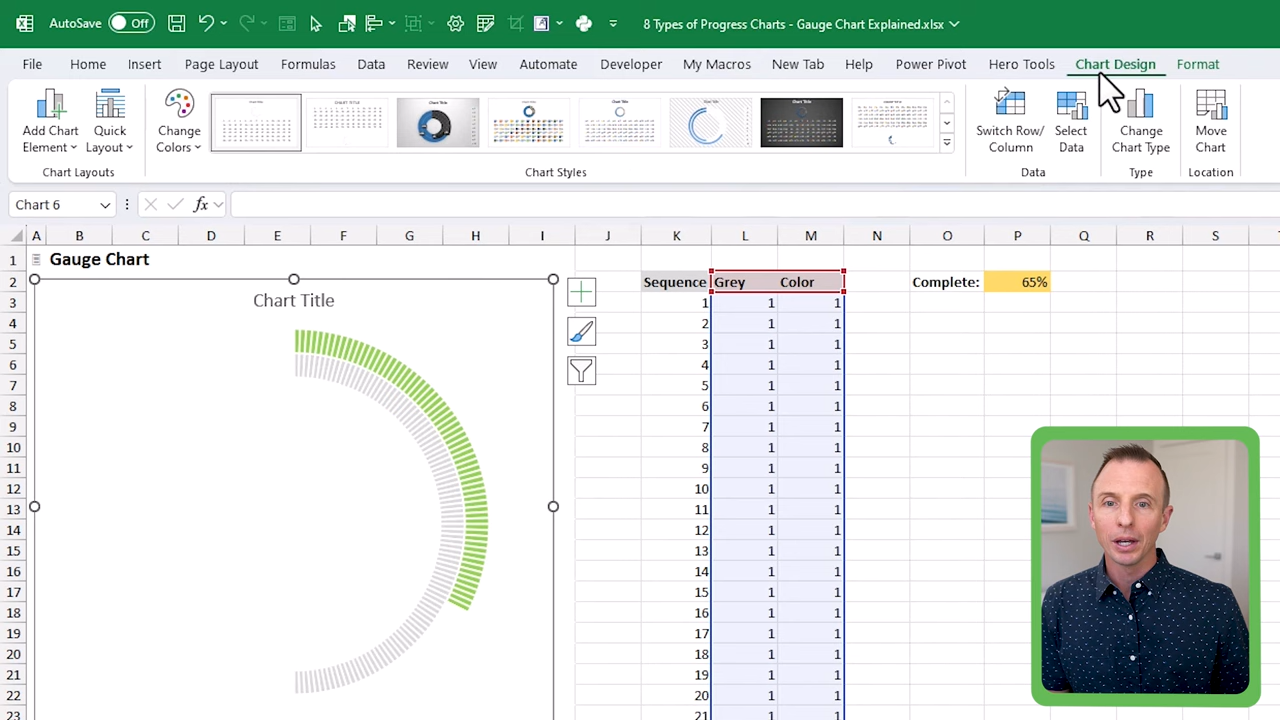 AutoSave Off 8 Types of Progress Charts - Gauge Chart Explained.xlsx
File Home Insert Page Layout Formulas Data Review View Automate Developer My Macros New Tab Help Power Pivot Hero Tools Chart Design Format
Add Chart Element
Quick Layout
Chart Layouts
Change Colors
Chart Styles
Switch Row/ Column
Select Data
Data
Change Chart Type
Type
Move Chart
Location
Chart 6 fx
A B C D E F G H I J K L M N O P Q R S
1 Gauge Chart
2 Sequence Grey Color Complete: 65%
Chart Title
3 1 1 1
4 2 1 1
5 3 1 1
6 4 1 1
7 5 1 1
8 6 1 1
9 7 1 1
10 8 1 1
11 9 1 1
12 10 1 1
13 11 1 1
14 12 1 1
15 13 1 1
16 14 1 1
17 15 1 1
18 16 1 1
19 17 1 1
20 18 1 1
21 19 1 1
22 20 1 1
23 21 1 1